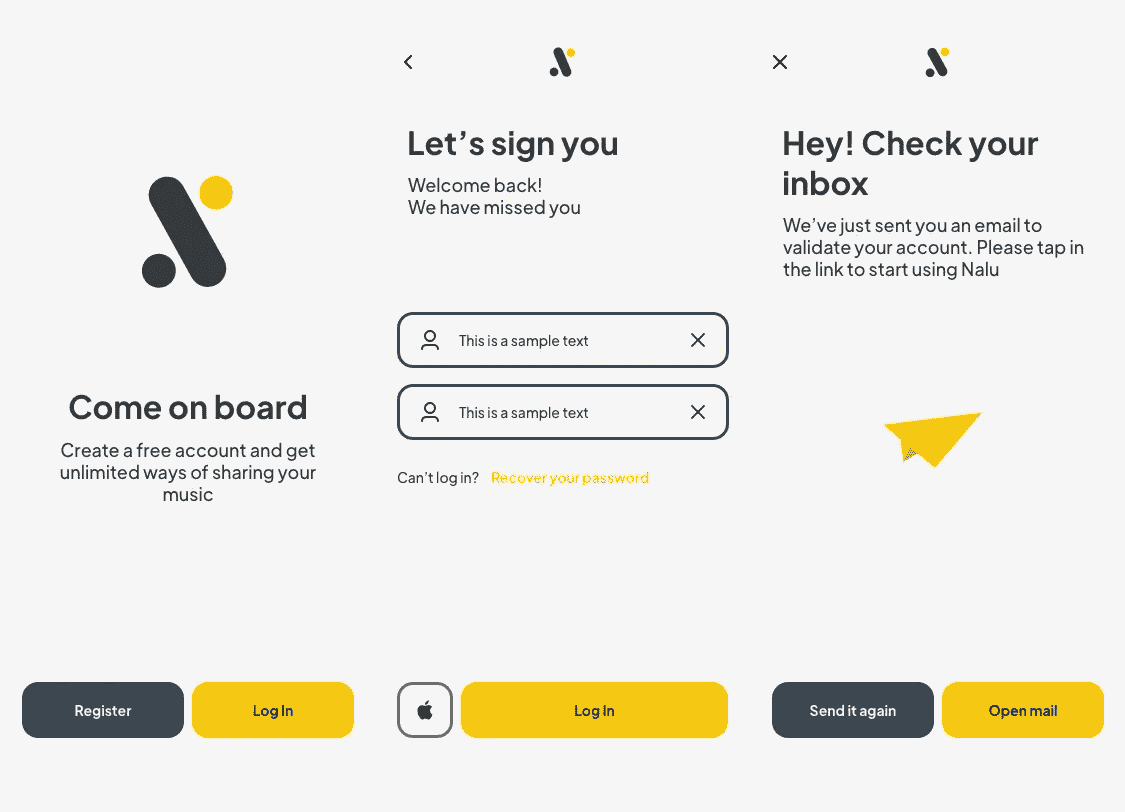 Come on board
Create a free account and get
unlimited ways of sharing your
music
Register
Log In
Let’s sign you
Welcome back!
We have missed you
This is a sample text
This is a sample text
Can’t log in? Recover your password
Log In
Hey! Check your
inbox
We’ve just sent you an email to
validate your account. Please tap in
the link to start using Nalu
Send it again
Open mail